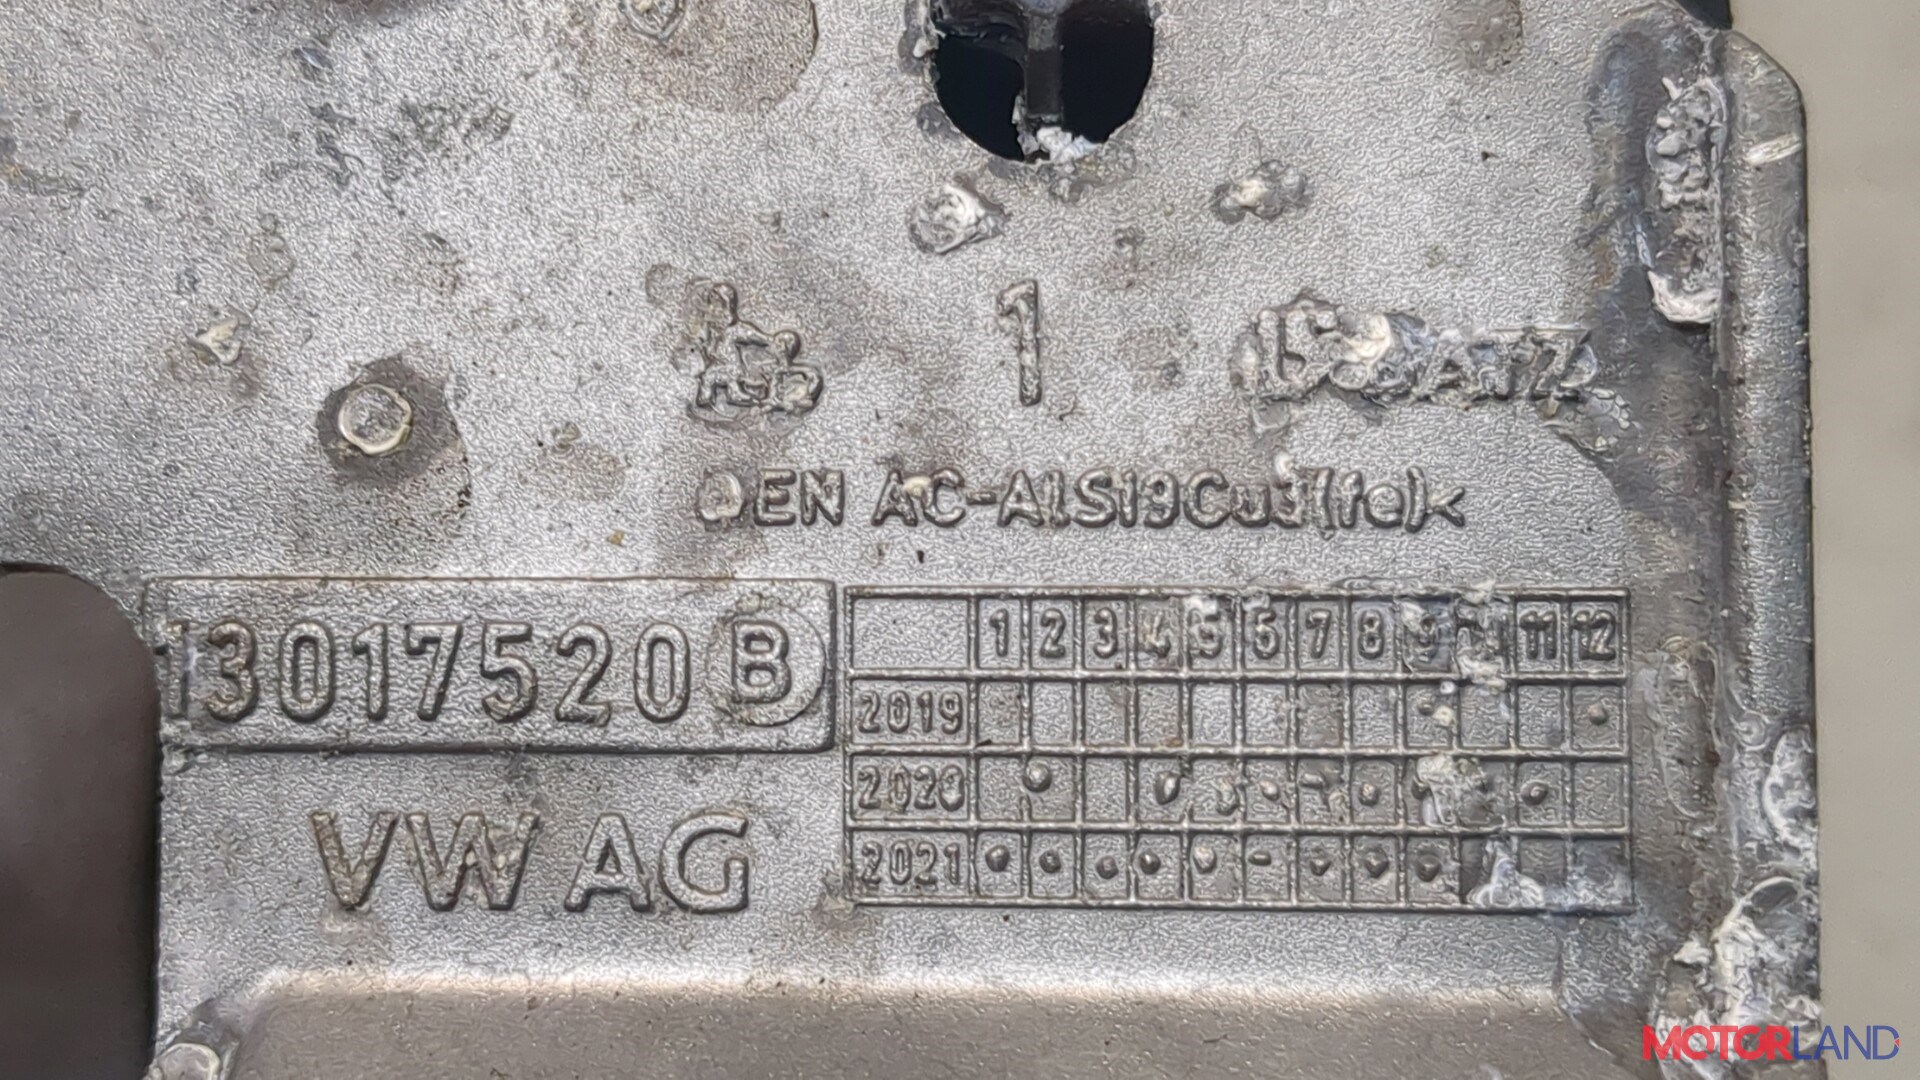 1
EN AC-AlSi9Cu3(fe)<
13017520 B
1 2 3 4 5 6 7 8 9 11 12
2019
2020
2021
VW AG
MOTORLAND